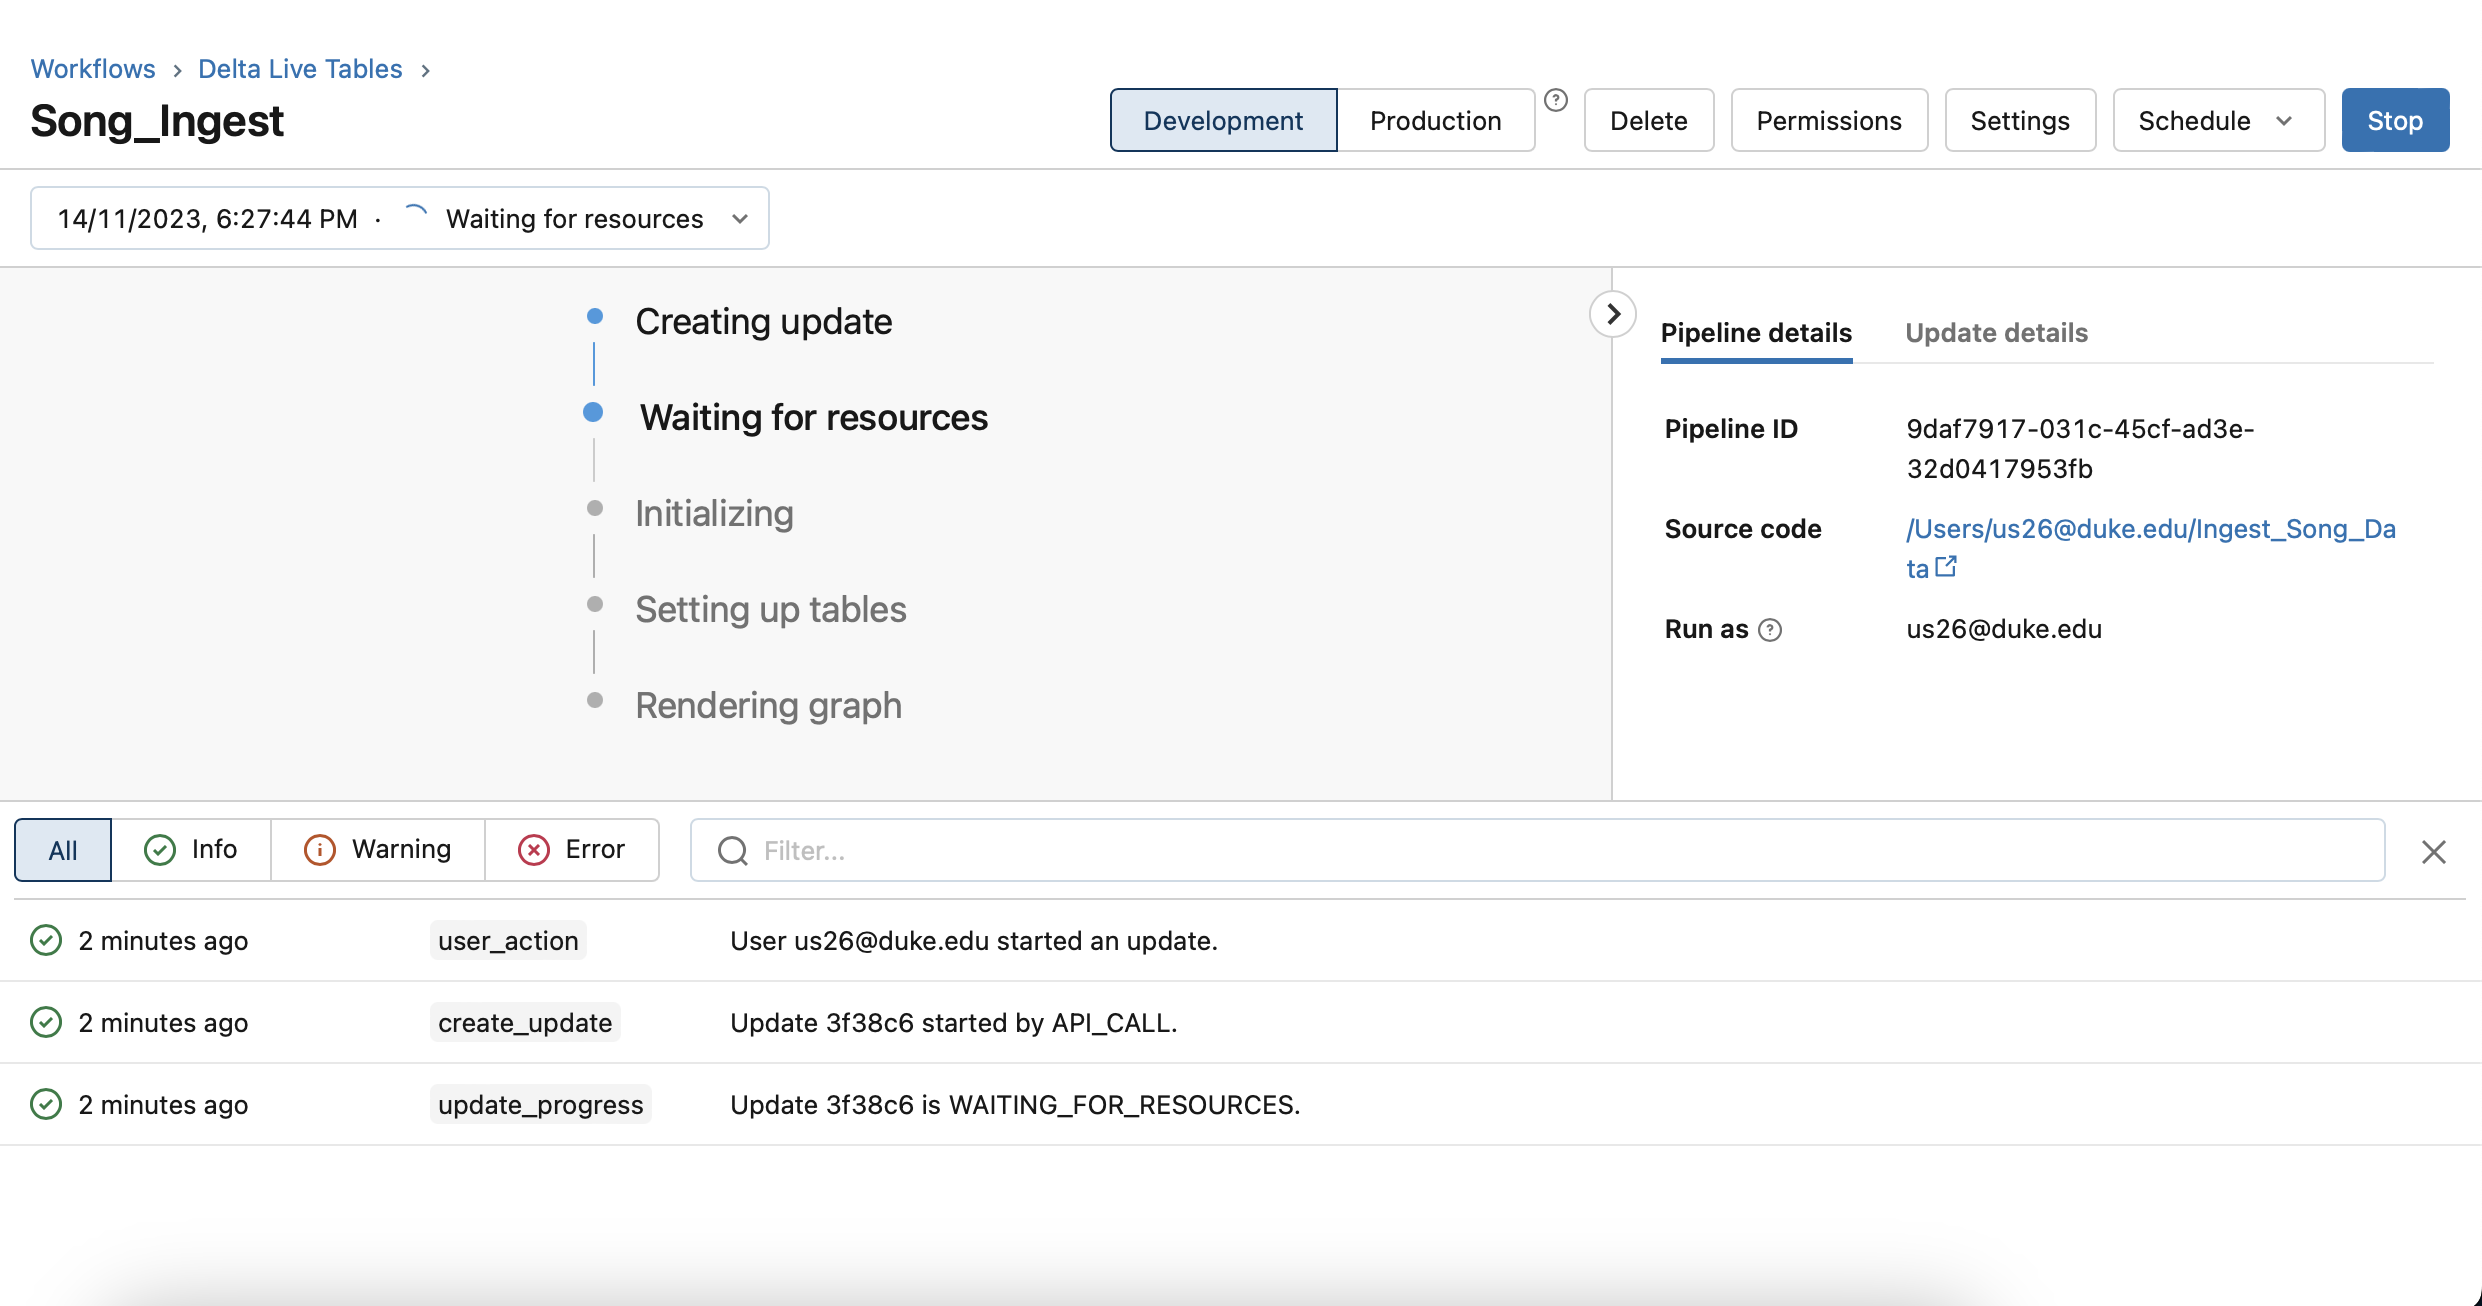 Workflows > Delta Live Tables >
Song_Ingest
Development
Production
?
Delete
Permissions
Settings
Schedule
Stop
14/11/2023, 6:27:44 PM · Waiting for resources
Creating update
Waiting for resources
Initializing
Setting up tables
Rendering graph
Pipeline details
Update details
Pipeline ID
9daf7917-031c-45cf-ad3e-
32d0417953fb
Source code
/Users/us26@duke.edu/Ingest_Song_Da
ta
Run as ?
us26@duke.edu
All
Info
Warning
Error
Filter...
2 minutes ago user_action User us26@duke.edu started an update.
2 minutes ago create_update Update 3f38c6 started by API_CALL.
2 minutes ago update_progress Update 3f38c6 is WAITING_FOR_RESOURCES.